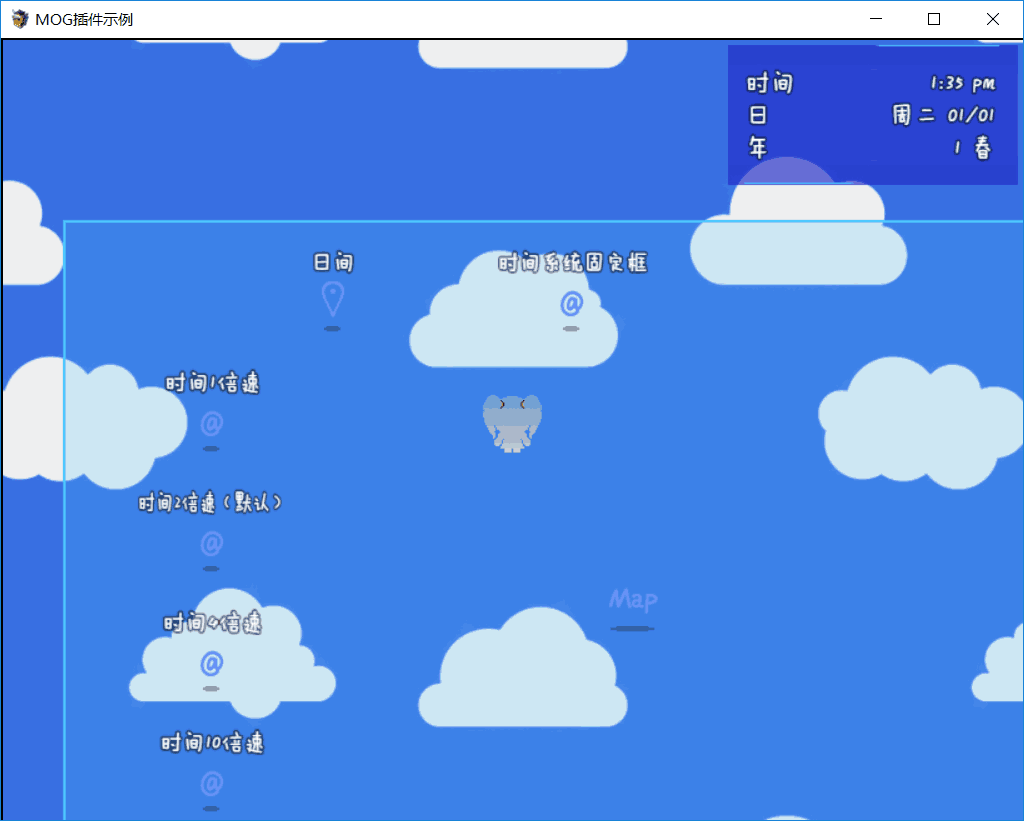 MOG插件示例
时间 1:35 PM
日 周二 01/01
年 1 春
日间
时间系统固定框
@
时间1倍速
@
时间2倍速（默认）
@
Map
时间4倍速
@
时间10倍速
@